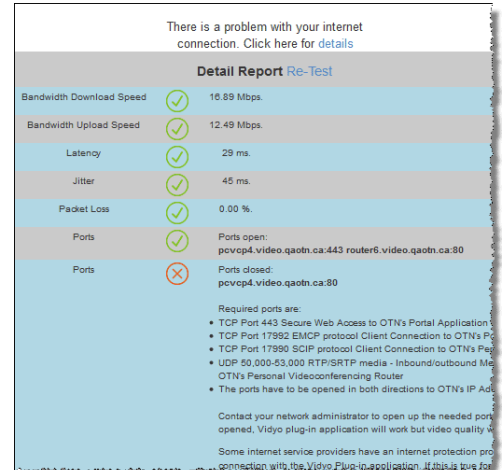 There is a problem with your internet
connection. Click here for details
Detail Report Re-Test
Bandwidth Download Speed 16.89 Mbps.
Bandwidth Upload Speed 12.49 Mbps.
Latency 29 ms.
Jitter 45 ms.
Packet Loss 0.00 %.
Ports Ports open:
pcvcp4.video.qaotn.ca:443 router6.video.qaotn.ca:80
Ports Ports closed:
pcvcp4.video.qaotn.ca:80
Required ports are:
• TCP Port 443 Secure Web Access to OTN's Portal Application
• TCP Port 17992 EMCP protocol Client Connection to OTN's
• TCP Port 17990 SCIP protocol Client Connection to OTN's
• UDP 50,000-53,000 RTP/SRTP media - Inbound/outbound
OTN's Personal Videoconferencing Router
• The ports have to be opened in both directions to OTN's IP
Contact your network administrator to open up the needed
opened, Vidyo plug-in application will work but video quality
Some internet service providers have an internet protection
connection with the Vidyo Plug-in application. If this is true for